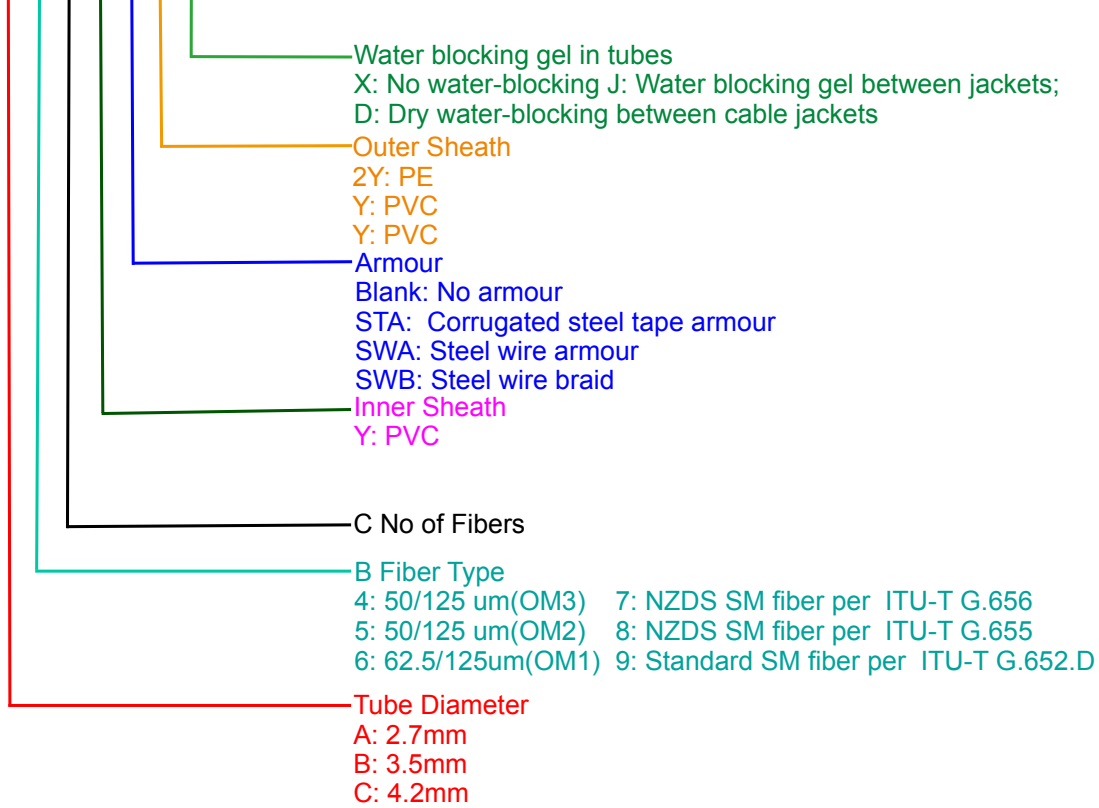 Water blocking gel in tubes
X: No water-blocking J: Water blocking gel between jackets;
D: Dry water-blocking between cable jackets
Outer Sheath
2Y: PE
Y: PVC
Y: PVC
Armour
Blank: No armour
STA: Corrugated steel tape armour
SWA: Steel wire armour
SWB: Steel wire braid
Inner Sheath
Y: PVC
C No of Fibers
B Fiber Type
4: 50/125 um(OM3) 7: NZDS SM fiber per ITU-T G.656
5: 50/125 um(OM2) 8: NZDS SM fiber per ITU-T G.655
6: 62.5/125um(OM1) 9: Standard SM fiber per ITU-T G.652.D
Tube Diameter
A: 2.7mm
B: 3.5mm
C: 4.2mm